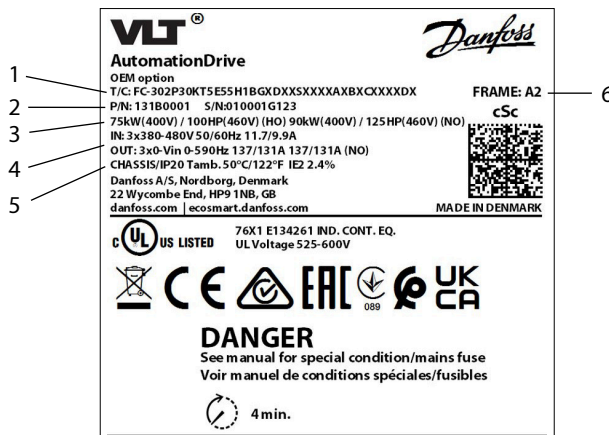 VLT ®
Danfoss
AutomationDrive
OEM option
1
T/C: FC-302P30KT5E55H1BGXDXXSXXXXAXBXCXXXXDX
FRAME: A2
6
2
P/N: 131B0001 S/N:010001G123
cSc
3
75kW(400V) / 100HP(460V) (HO) 90kW(400V) / 125HP(460V) (NO)
IN: 3x380-480V 50/60Hz 11.7/9.9A
4
OUT: 3x0-Vin 0-590Hz 137/131A 137/131A (NO)
5
CHASSIS/IP20 Tamb. 50°C/122°F IE2 2.4%
Danfoss A/S, Nordborg, Denmark
22 Wycombe End, HP9 1NB, GB
danfoss.com | ecosmart.danfoss.com
MADE IN DENMARK
C UL US LISTED
76X1 E134261 IND. CONT. EQ.
UL Voltage 525-600V
CE EAC 089 UK CA
DANGER
See manual for special condition/mains fuse
Voir manuel de conditions spéciales/fusibles
4 min.